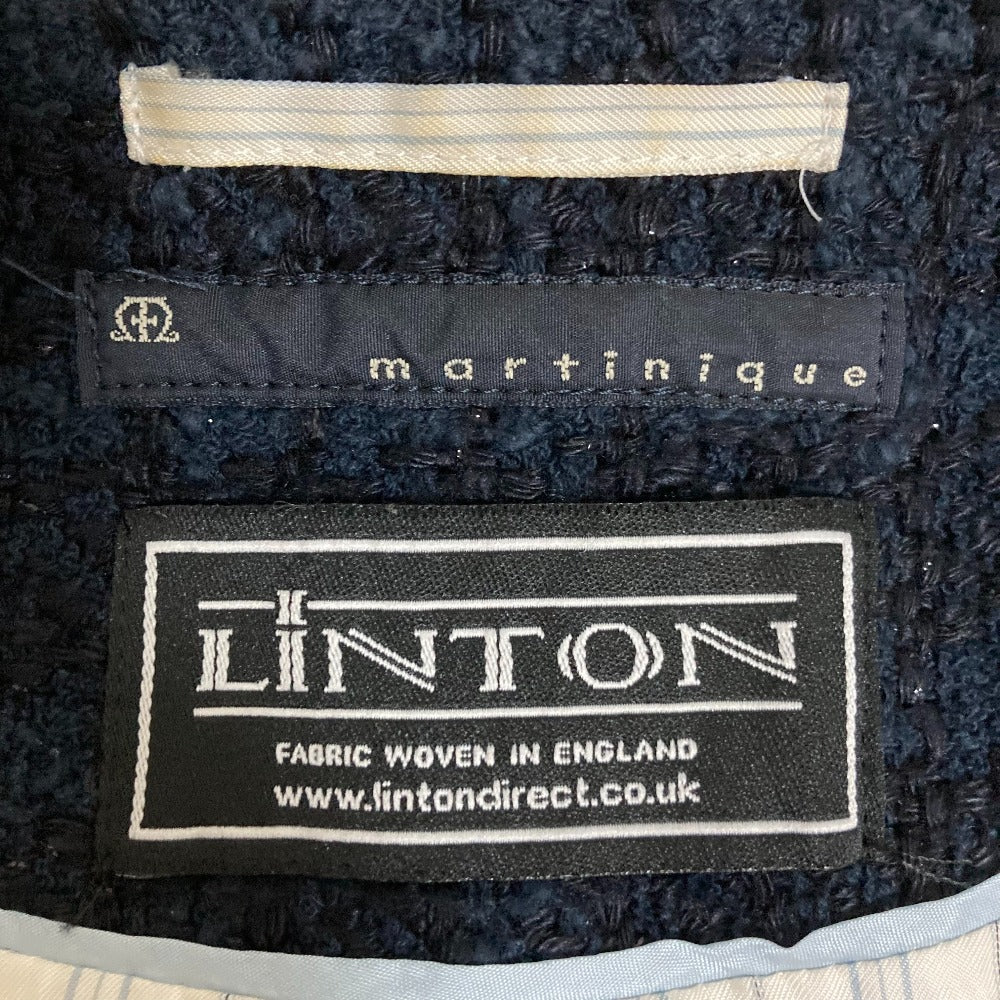 martinique
LINTON
FABRIC WOVEN IN ENGLAND
www.lintondirect.co.uk